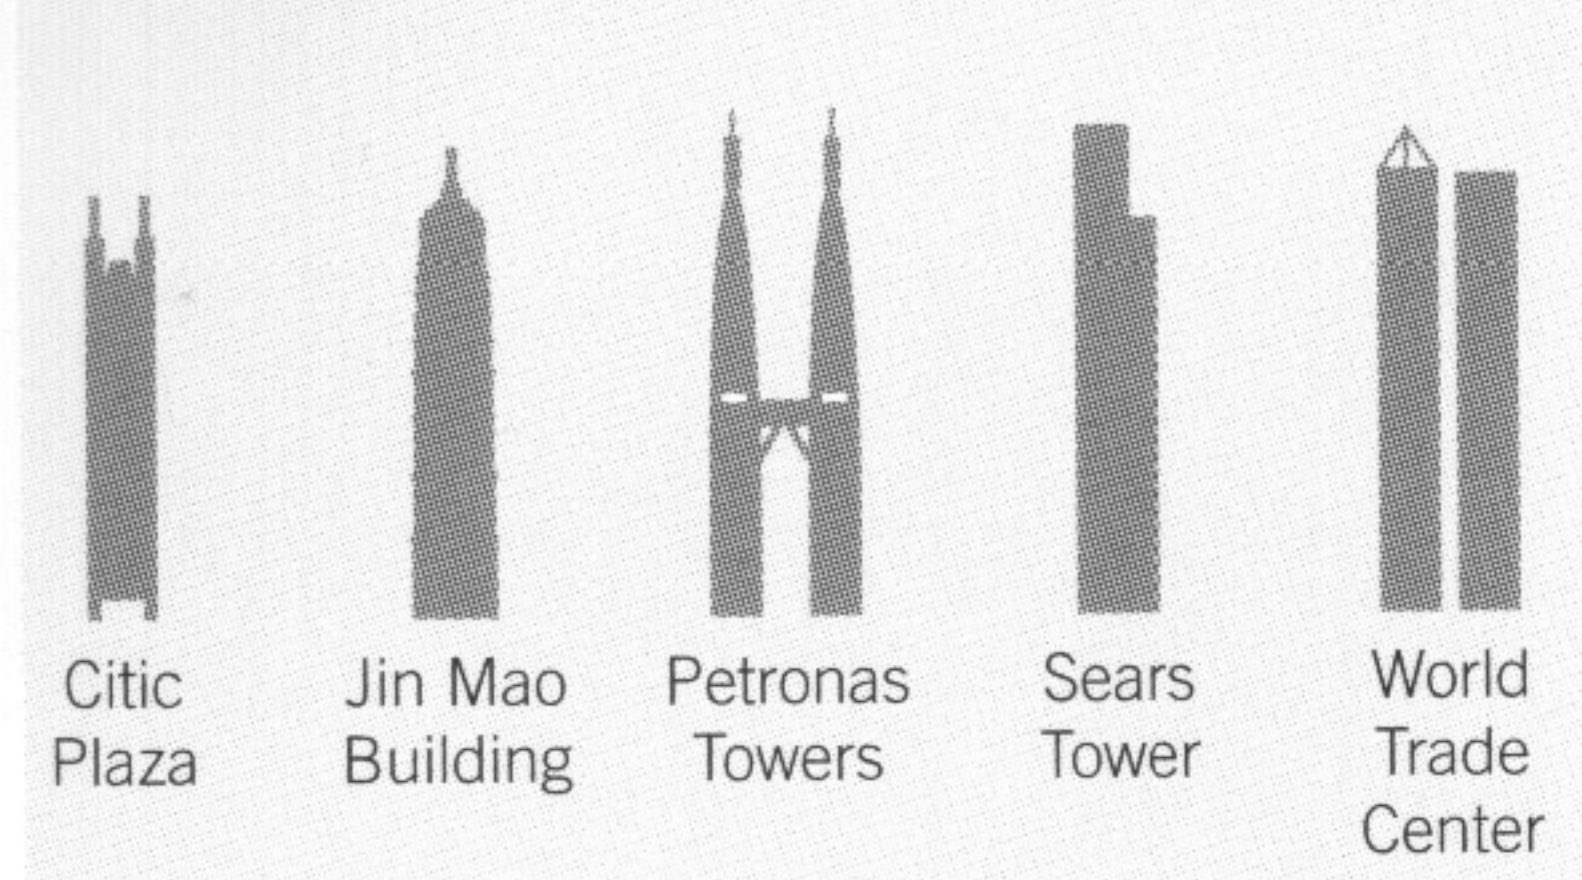 Citic
Plaza
Jin Mao
Building
Petronas
Towers
Sears
Tower
World
Trade
Center